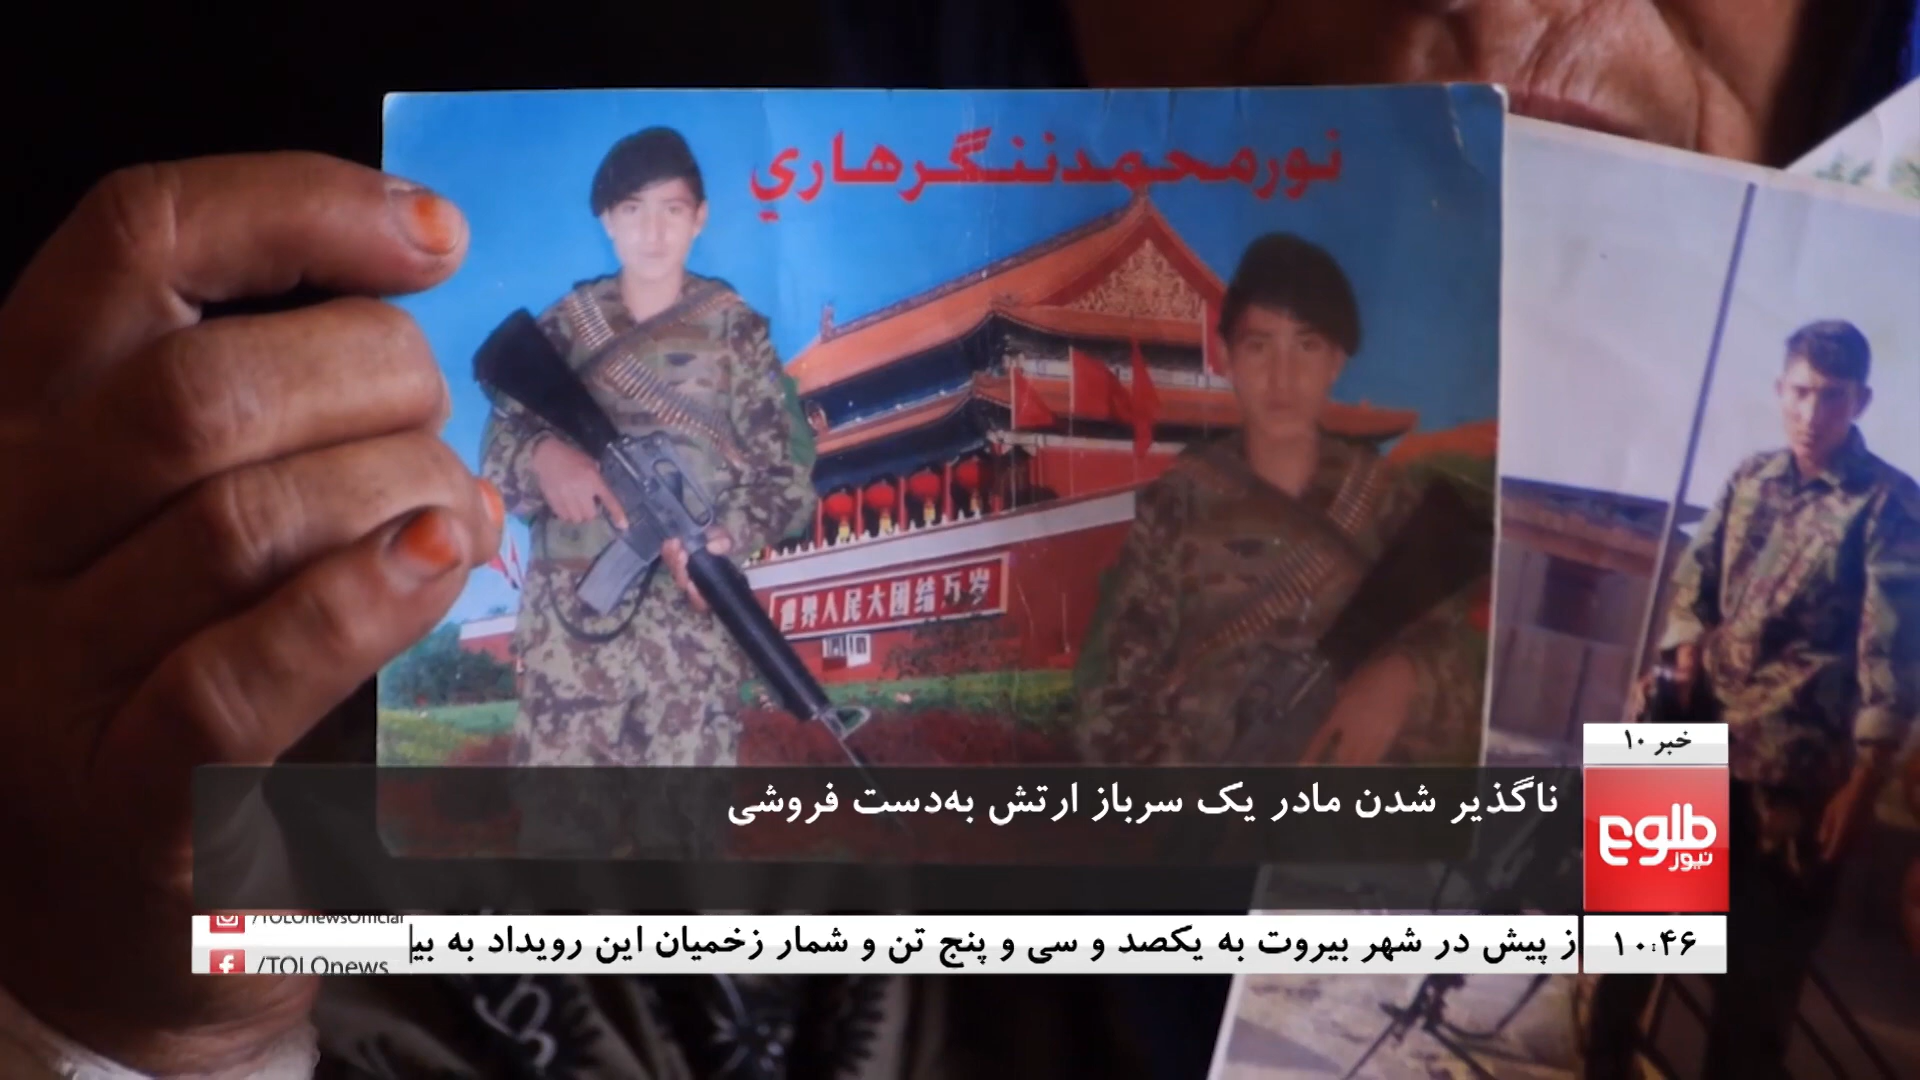 نورمحمدننگرهاري
世界人民大团结万岁
خبر ۱۰
ناگذیر شدن مادر یک سرباز ارتش به‌دست فروشی
طلوع
نیوز
/TOLOnewsOfficial
/TOLOnews
ز پیش در شهر بیروت به یکصد و سی و پنج تن و شمار زخمیان این رویداد به بی
۱۰:۴۶